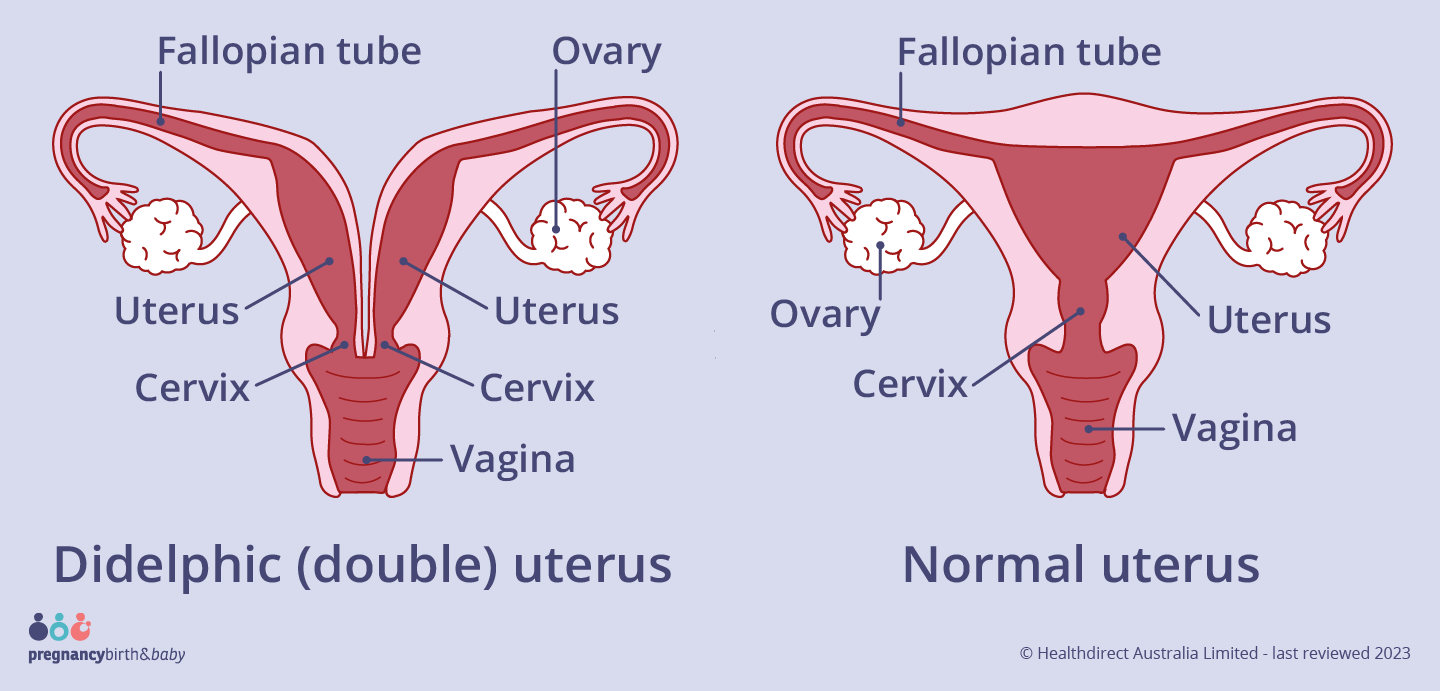 Fallopian tube
Ovary
Uterus
Uterus
Cervix
Cervix
Vagina
Didelphic (double) uterus
Fallopian tube
Ovary
Uterus
Cervix
Vagina
Normal uterus
pregnancybirth&baby
© Healthdirect Australia Limited - last reviewed 2023